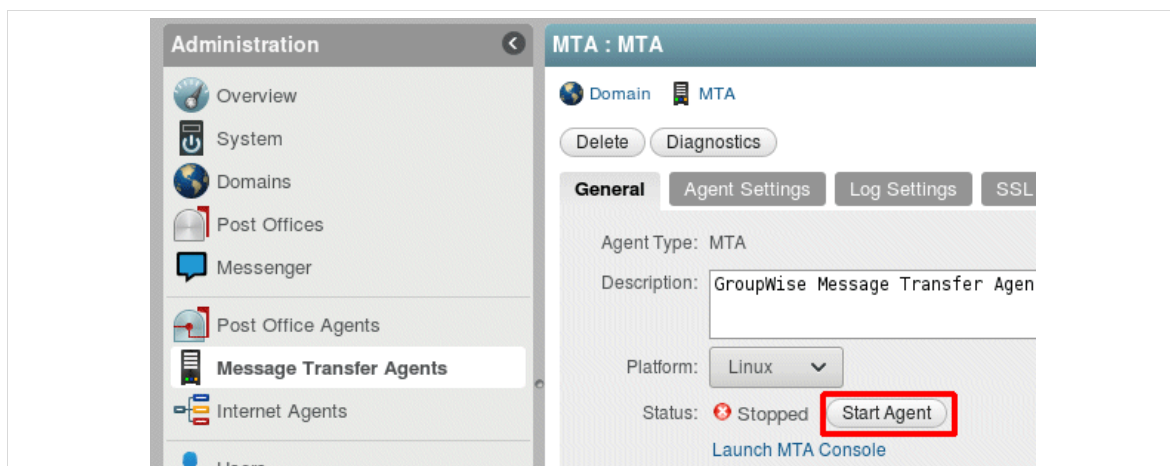 Administration
Overview
System
Domains
Post Offices
Messenger
Post Office Agents
Message Transfer Agents
Internet Agents
Users
MTA : MTA
Domain MTA
Delete Diagnostics
General Agent Settings Log Settings SSL
Agent Type: MTA
Description: GroupWise Message Transfer Agen
Platform: Linux
Status: Stopped Start Agent
Launch MTA Console